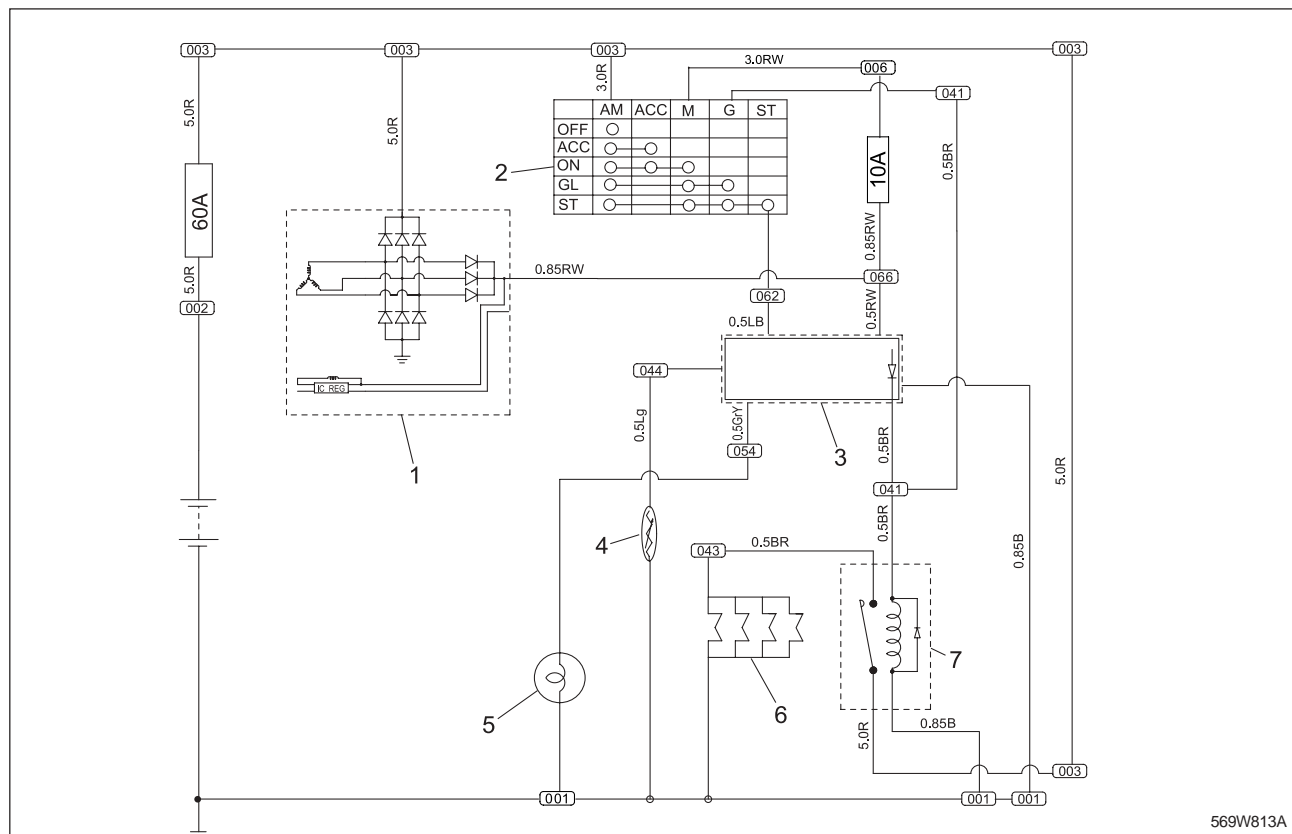 003 003 003 003
3.0RW 006
041
5.0R 5.0R 3.0R
AM ACC M G ST
OFF
ACC
ON
GL
ST
2
60A
10A
0.5BR
5.0R
0.85RW
0.85RW
002
062
066
0.5LB
0.5RW
IC REG
1
044
3
0.5Lg
0.5GrY
054
0.5BR
041
0.5BR
5.0R
0.85B
4
043 0.5BR
5
6
7
5.0R
0.85B
003
001 001 001
569W813A